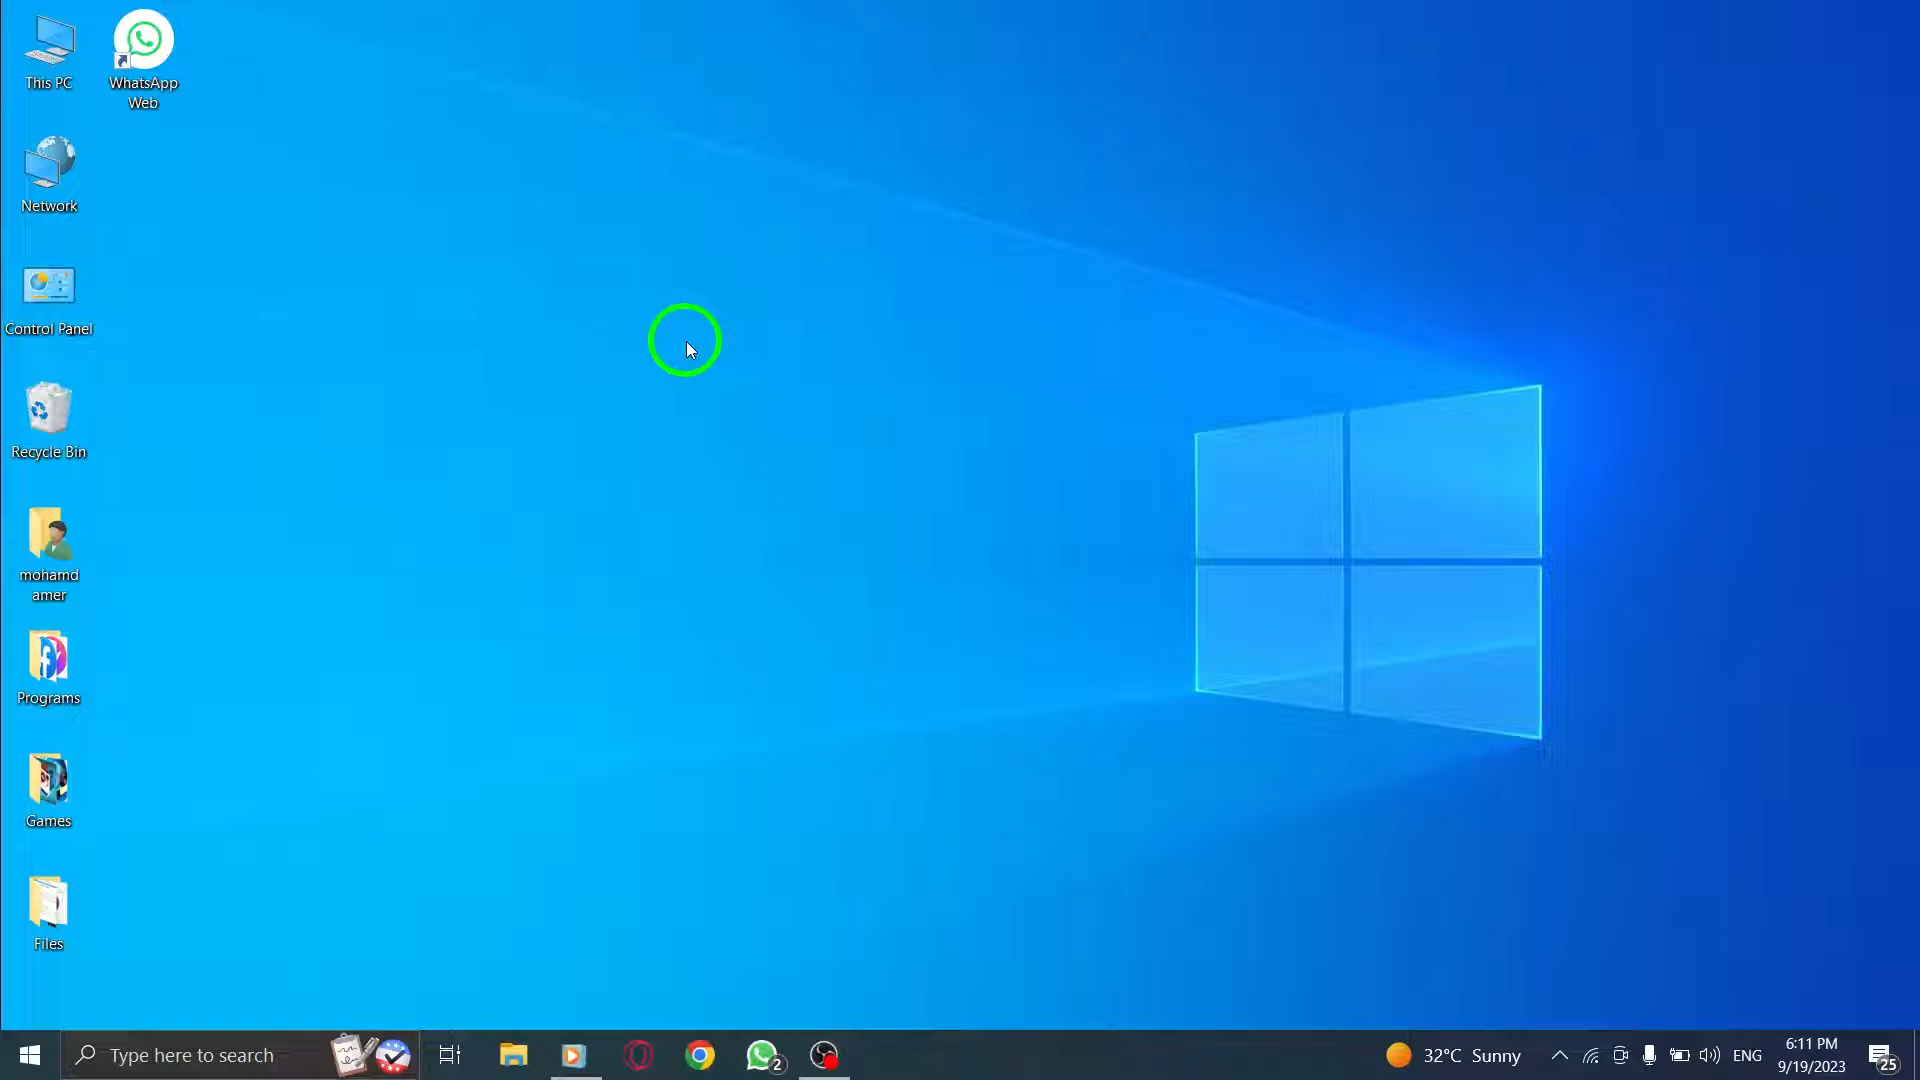 This PC
WhatsApp
Web
Network
Control Panel
Recycle Bin
mohamd
amer
Programs
Games
Files
Type here to search
2
32°C Sunny
ENG
6:11 PM
9/19/2023
25